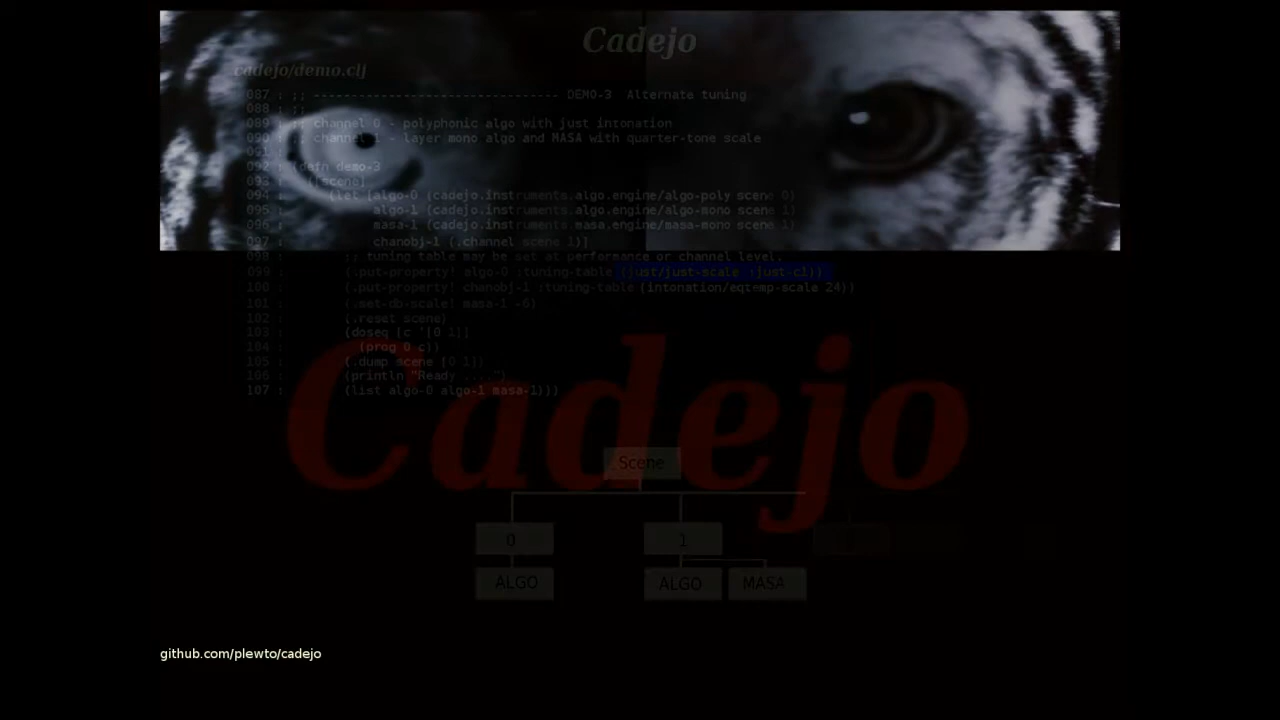 Cadejo
cadejo/demo.clj
087 : ;; -------------------------------- DEMO-3 Alternate tuning
088 : ;;
089 : ;; channel 0 - polyphonic algo with just intonation
090 : ;; channel 1 - layer mono algo and MASA with quarter-tone scale
091 :
092 : (defn demo-3
093 : (|scene|
094 : (let [algo-0 (cadejo.instruments.algo.engine/algo-poly scene 0)
095 : algo-1 (cadejo.instruments.algo.engine/algo-mono scene 1)
096 : masa-1 (cadejo.instruments.masa.engine/masa-mono scene 1)
097 : chanobj-1 (.channel scene 1)]
098 : ;; tuning table may be set at performance or channel level.
099 : (.put-property! algo-0 :tuning-table (just/just-scale :just-c1))
100 : (.put-property! chanobj-1 :tuning-table (intonation/eqtemp-scale 24))
101 : (.set-db-scale! masa-1 -6)
102 : (.reset scene)
103 : (doseq [c '[0 1]]
104 : (prog 0 c))
105 : (.dump scene [0 1])
106 : (println "Ready ....")
107 : (list algo-0 algo-1 masa-1)))
Cadejo
Scene
0 1
ALGO ALGO MASA
github.com/plewto/cadejo